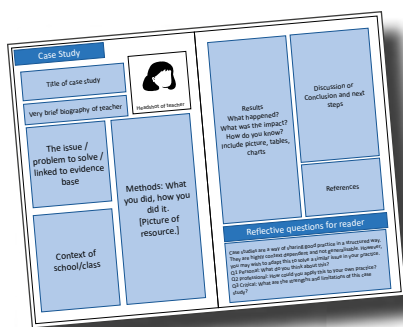 Case Study
Title of case study
Very brief biography of teacher
Headshot of teacher
The issue /
problem to solve /
linked to evidence
base
Context of
school/class
Methods: What
you did, how you
did it.
[Picture of
resource.]
Results
What happened?
What was the impact?
How do you know?
Include picture, tables,
charts
Discussion of
Conclusion and next
steps
References
Reflective questions for reader
Case studies are a way of sharing good practice in a structured way.
They are highly context dependent and not generalisable. However,
you may wish to adapt this to solve a similar issue in your practice.
Q1 Personal: What do you think about this?
Q2 professional: How could you apply this to your own practice?
Q3 Critical: What are the strengths and limitations of this case
study?